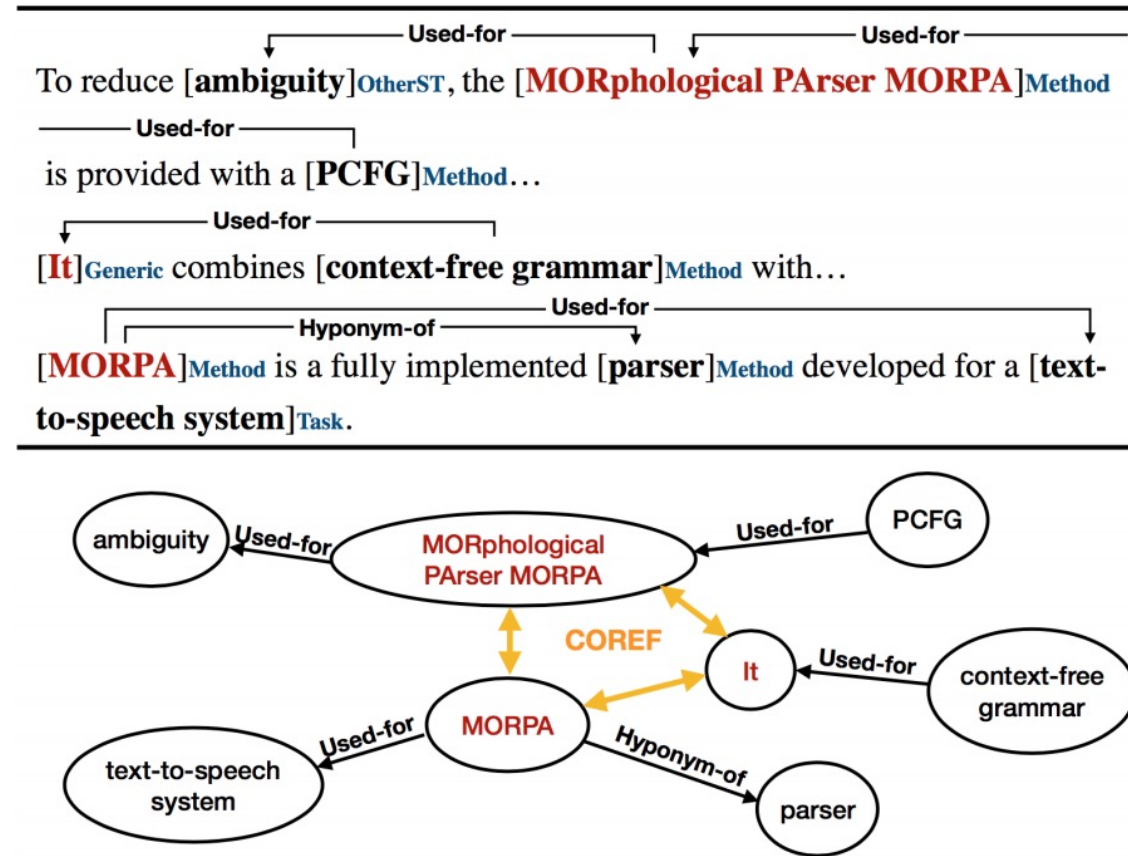 Used-for Used-for
To reduce [ambiguity]OtherST, the [MORphological PArser MORPA]Method
Used-for
is provided with a [PCFG]Method…
Used-for
[It]Generic combines [context-free grammar]Method with…
Used-for
Hyponym-of
[MORPA]Method is a fully implemented [parser]Method developed for a [text-
to-speech system]Task.
ambiguity
Used-for
MORphological
PArser MORPA
Used-for
PCFG
COREF
It
Used-for
context-free
grammar
MORPA
Used-for
text-to-speech
system
Hyponym-of
parser